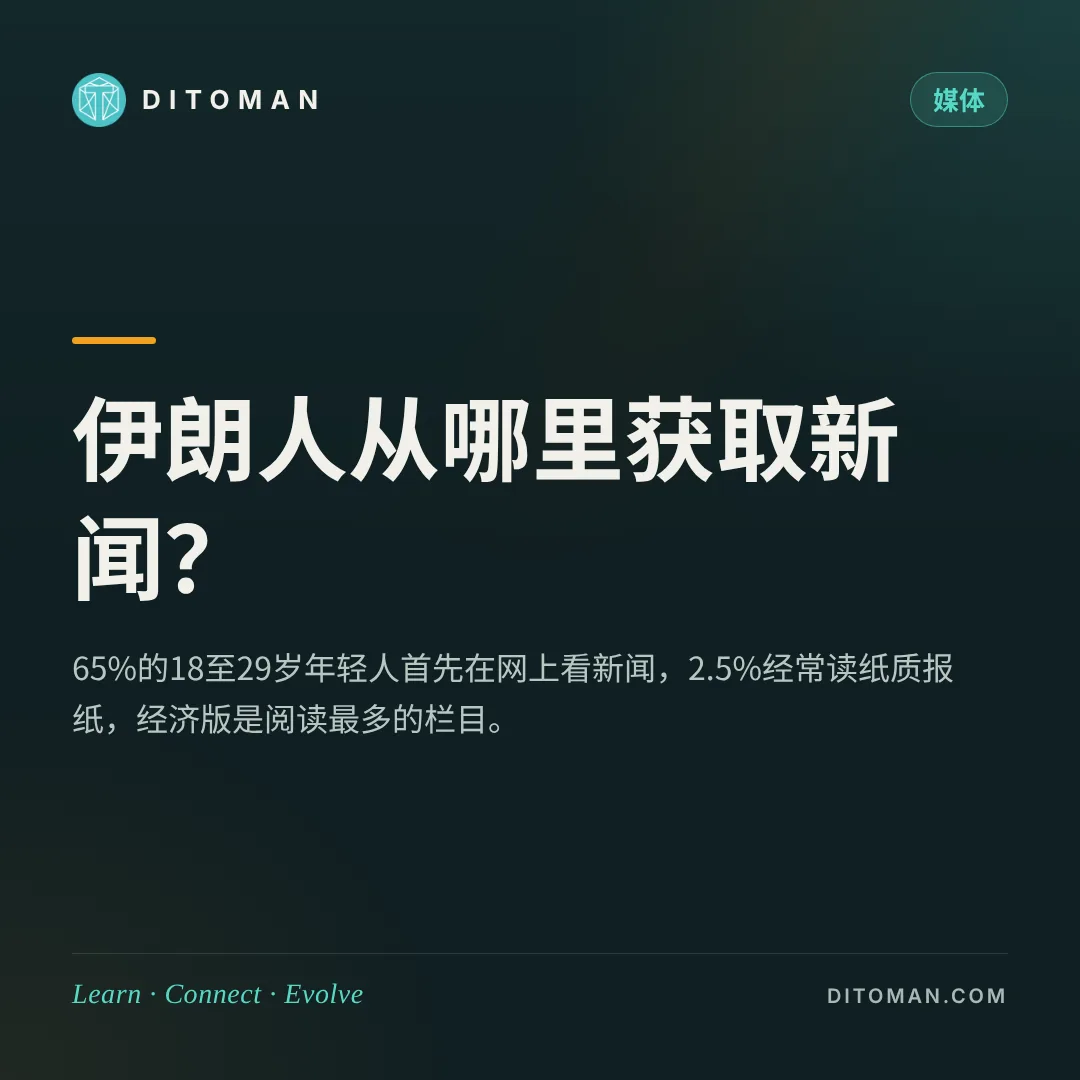 DITOMAN
媒体
伊朗人从哪里获取新
闻？
65%的18至29岁年轻人首先在网上看新闻，2.5%经常读纸质报
纸，经济版是阅读最多的栏目。
Learn · Connect · Evolve
DITOMAN.COM